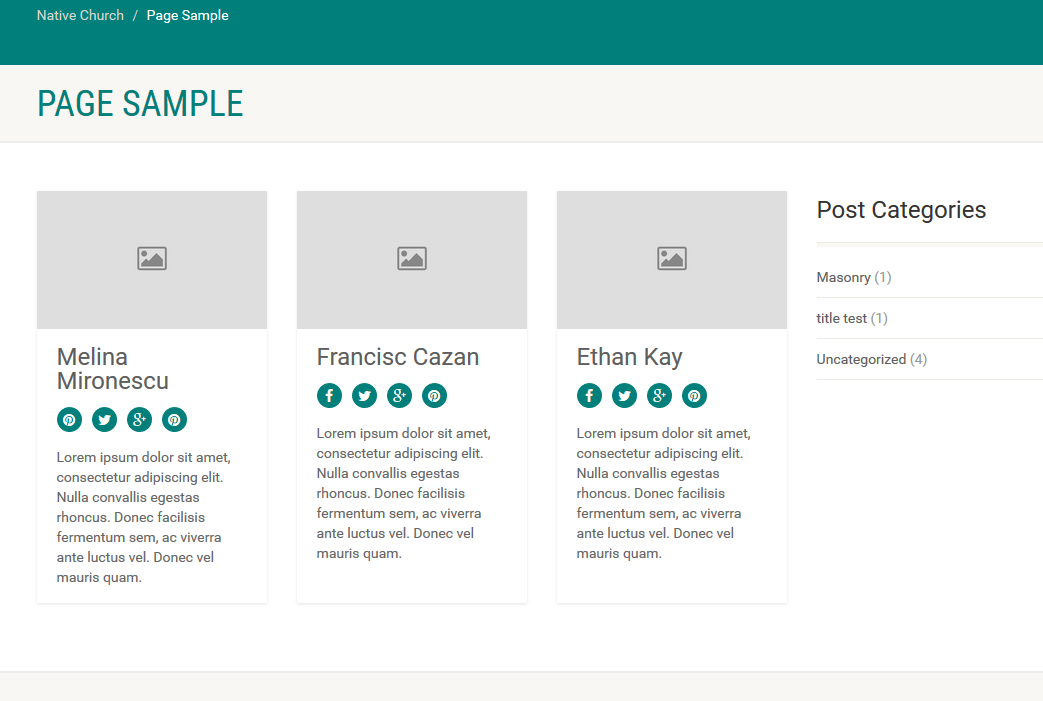 Native Church / Page Sample
PAGE SAMPLE
Melina
Mironescu
Lorem ipsum dolor sit amet,
consectetur adipiscing elit.
Nulla convallis egestas
rhoncus. Donec facilisis
fermentum sem, ac viverra
ante luctus vel. Donec vel
mauris quam.
Francisc Cazan
Lorem ipsum dolor sit amet,
consectetur adipiscing elit.
Nulla convallis egestas
rhoncus. Donec facilisis
fermentum sem, ac viverra
ante luctus vel. Donec vel
mauris quam.
Ethan Kay
Lorem ipsum dolor sit amet,
consectetur adipiscing elit.
Nulla convallis egestas
rhoncus. Donec facilisis
fermentum sem, ac viverra
ante luctus vel. Donec vel
mauris quam.
Post Categories
Masonry (1)
title test (1)
Uncategorized (4)